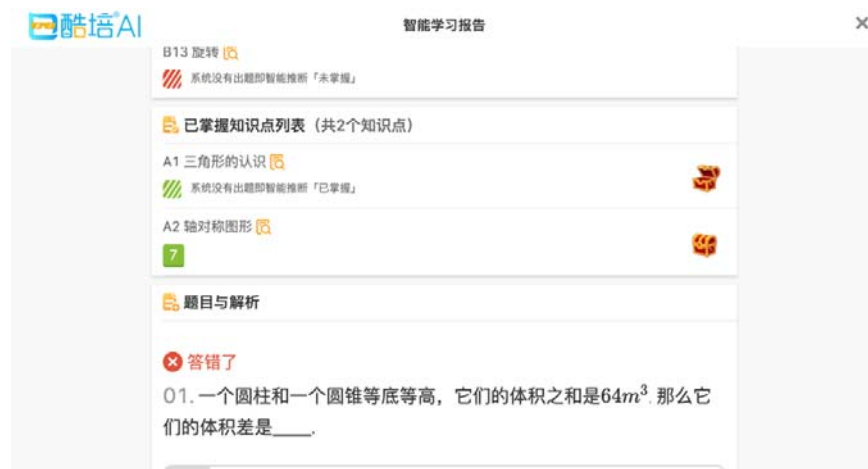 酷培AI
智能学习报告
B13 旋转
系统没有出题即智能推断「未掌握」
已掌握知识点列表（共2个知识点）
A1 三角形的认识
系统没有出题即智能推断「已掌握」
A2 轴对称图形
7
题目与解析
答错了
01. 一个圆柱和一个圆锥等底等高，它们的体积之和是64m³. 那么它
们的体积差是____.